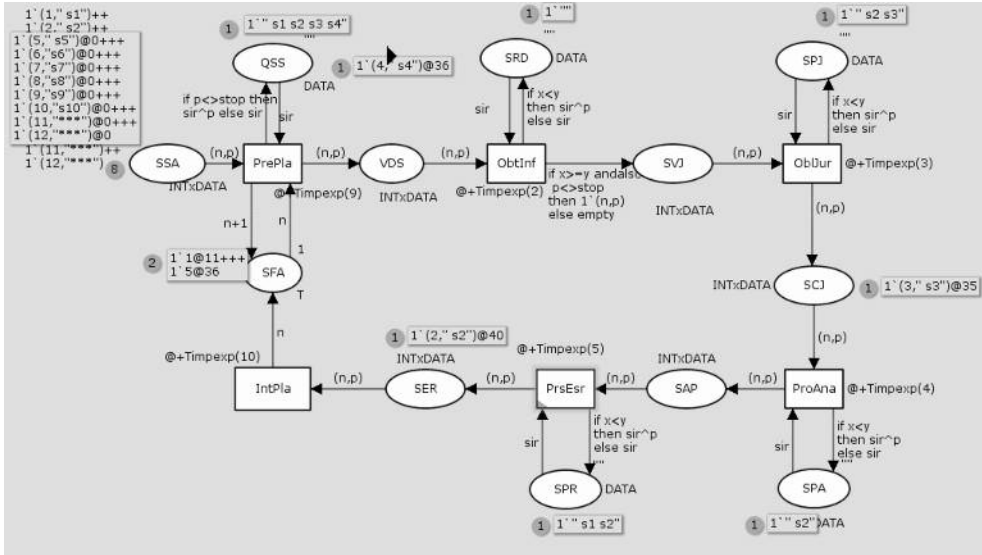 1`(1," s1")++
1`(2," s2")++
1`(5," s5")@0+++
1`(6,"s6")@0+++
1`(7,"s7")@0+++
1`(8,"s8")@0+++
1`(9,"s9")@0+++
1`(10,"s10")@0+++
1`(11,"***")@0+++
1`(12,"***")@0
1`(11,"***")++
1`(12,"***")
8
SSA
INTxDATA
(n,p)
1
1`" s1 s2 s3 s4"
""
QSS
DATA
if p<>stop then
sir^p else sir
sir
PrePla
@+Timpexp(9)
(n,p)
1
1`(4," s4")@36
VDS
INTxDATA
(n,p)
1
1`""
""
SRD
DATA
sir
if x<y
then sir^p
else sir
ObtInf
@+Timpexp(2)
if x>=y andalso
p<>stop
then 1`(n,p)
else empty
SVJ
INTxDATA
(n,p)
1
1`" s2 s3"
""
SPJ
DATA
sir
if x<y
then sir^p
else sir
OblJur
@+Timpexp(3)
(n,p)
n+1
n
1
2
1`1@11+++
1`5@36
SFA
T
n
INTxDATA
SCJ
1
1`(3," s3")@35
(n,p)
@+Timpexp(10)
IntPla
(n,p)
1
1`(2," s2")@40
INTxDATA
SER
(n,p)
@+Timpexp(5)
PrsEsr
(n,p)
INTxDATA
SAP
(n,p)
ProAna
@+Timpexp(4)
sir
if x<y
then sir^p
else sir
""
SPR
DATA
1
1`" s1 s2"
sir
if x<y
then sir^p
else sir
""
SPA
1
1`" s2"
DATA